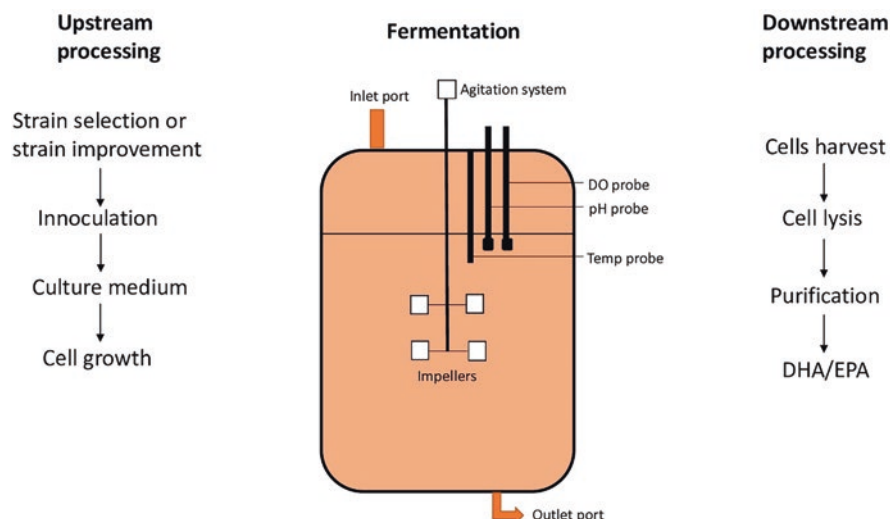 Upstream
processing
Strain selection or
strain improvement
Innoculation
Culture medium
Cell growth
Fermentation
Agitation system
Inlet port
DO probe
pH probe
Temp probe
Impellers
Outlet port
Downstream
processing
Cells harvest
Cell lysis
Purification
DHA/EPA